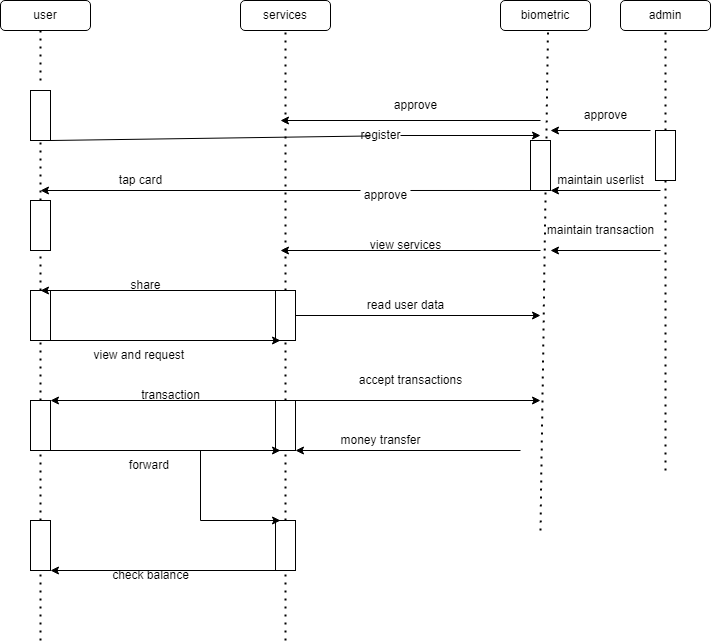 user
services
biometric
admin
approve
approve
register
tap card
maintain userlist
approve
maintain transaction
view services
share
read user data
view and request
accept transactions
transaction
money transfer
forward
check balance